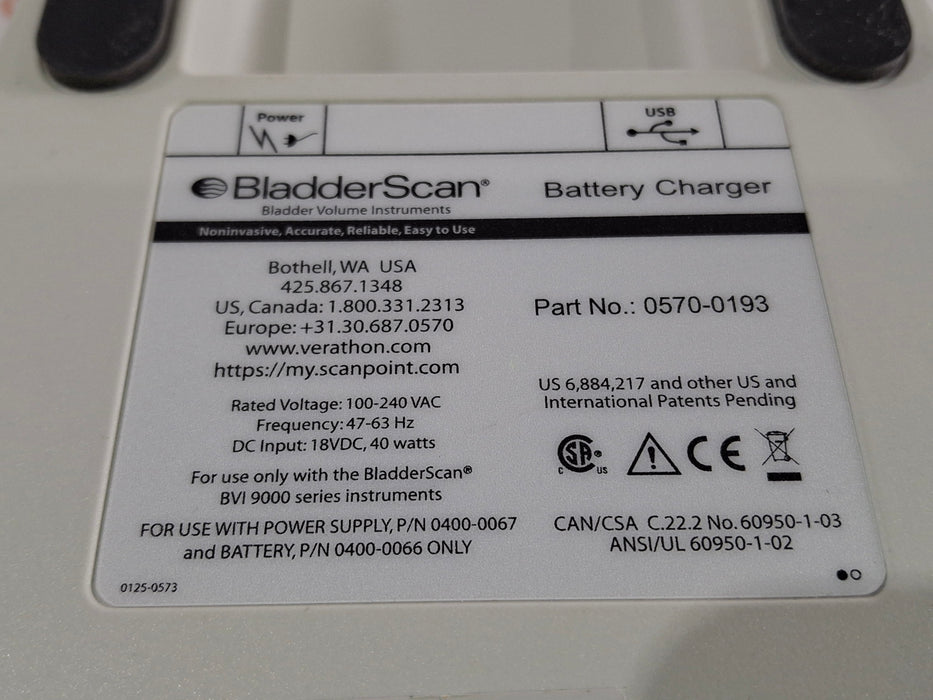 Power
USB
BladderScan®
Bladder Volume Instruments
Battery Charger
Noninvasive, Accurate, Reliable, Easy to Use
Bothell, WA USA
425.867.1348
US, Canada: 1.800.331.2313
Europe: +31.30.687.0570
www.verathon.com
https://my.scanpoint.com
Rated Voltage: 100-240 VAC
Frequency: 47-63 Hz
DC Input: 18VDC, 40 watts
For use only with the BladderScan®
BVI 9000 series instruments
FOR USE WITH POWER SUPPLY, P/N 0400-0067
and BATTERY, P/N 0400-0066 ONLY
0125-0573
Part No.: 0570-0193
US 6,884,217 and other US and
International Patents Pending
C SA® US
CE
CAN/CSA C.22.2 No. 60950-1-03
ANSI/UL 60950-1-02